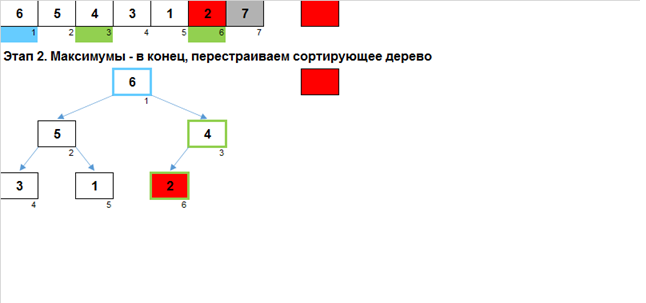 6 5 4 3 1 2 7
1 2 3 4 5 6 7
Этап 2. Максимумы - в конец, перестраиваем сортирующее дерево
6
1
5 4
2 3
3 1 2
4 5 6